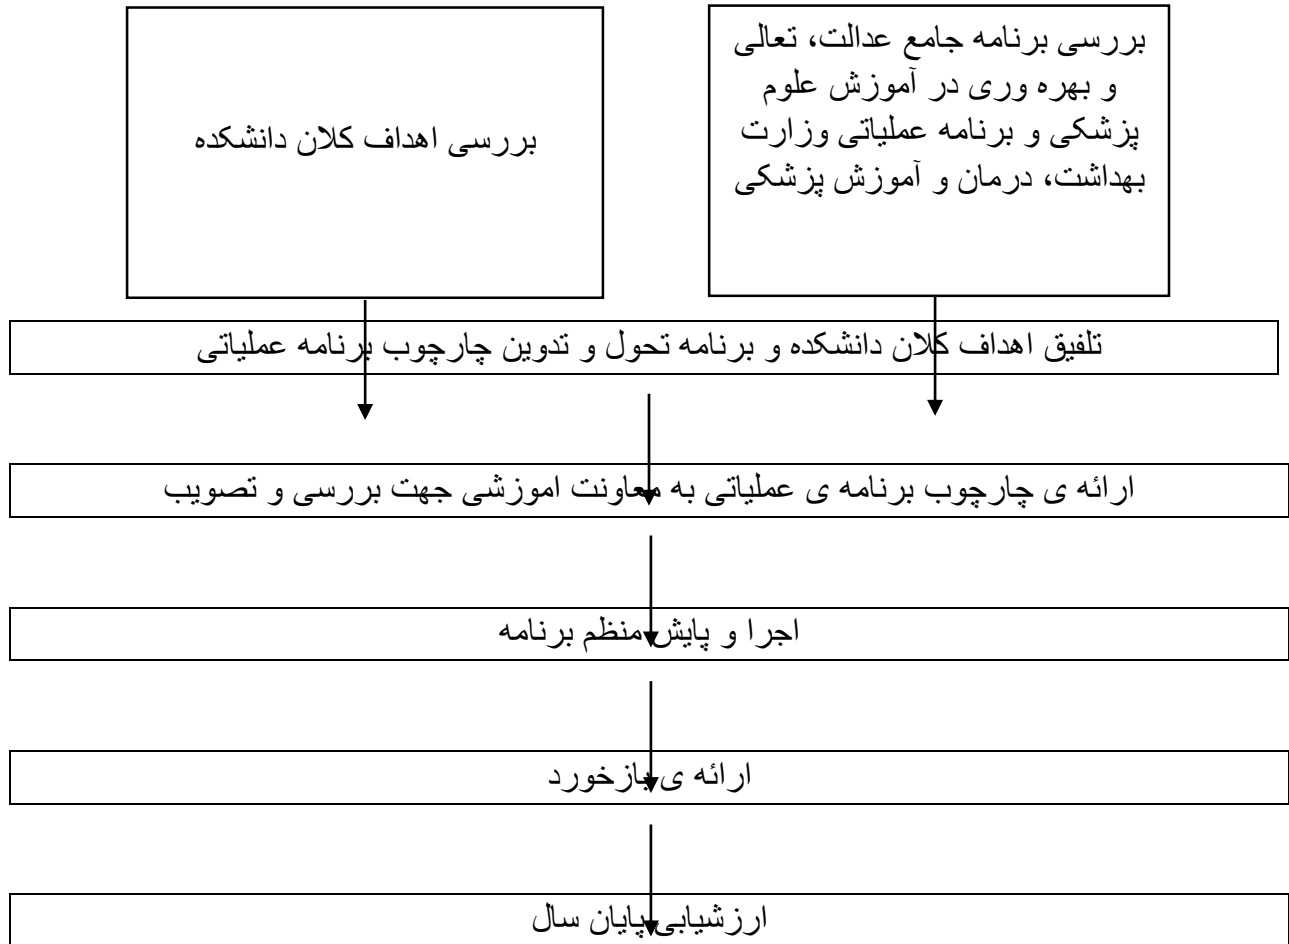 بررسی برنامه جامع عدالت، تعالی
و بهره وری در آموزش علوم
پزشکی و برنامه عملیاتی وزارت
بهداشت، درمان و آموزش پزشکی
بررسی اهداف کلان دانشکده
تلفیق اهداف کلان دانشکده و برنامه تحول و تدوین چارچوب برنامه عملیاتی
ارائه ی چارچوب برنامه ی عملیاتی به معاونت اموزشی جهت بررسی و تصویب
اجرا و پایش منظم برنامه
ارائه ی بازخورد
ارزشیابی پایان سال